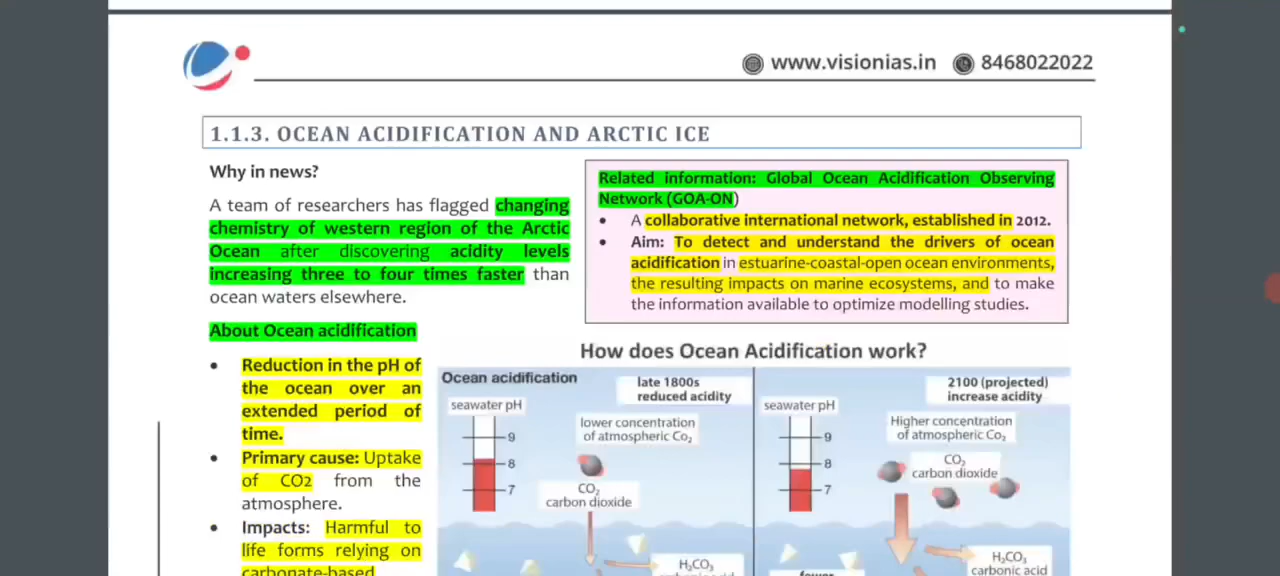 www.visionias.in 8468022022
1.1.3. OCEAN ACIDIFICATION AND ARCTIC ICE
Why in news?
A team of researchers has flagged changing
chemistry of western region of the Arctic
Ocean after discovering acidity levels
increasing three to four times faster than
ocean waters elsewhere.
Related information: Global Ocean Acidification Observing
Network (GOA-ON)
• A collaborative international network, established in 2012.
• Aim: To detect and understand the drivers of ocean
acidification in estuarine-coastal-open ocean environments,
the resulting impacts on marine ecosystems, and to make
the information available to optimize modelling studies.
About Ocean acidification
• Reduction in the pH of
the ocean over an
extended period of
time.
• Primary cause: Uptake
of CO2 from the
atmosphere.
• Impacts: Harmful to
life forms relying on
carbonate-based
How does Ocean Acidification work?
Ocean acidification
late 1800s
reduced acidity
seawater pH
9
8
7
lower concentration
of atmospheric Co₂
CO₂
carbon dioxide
H₂CO₃
carbonic acid
2100 (projected)
increase acidity
seawater pH
9
8
7
Higher concentration
of atmospheric Co₂
CO₂
carbon dioxide
H₂CO₃
carbonic acid
fewer